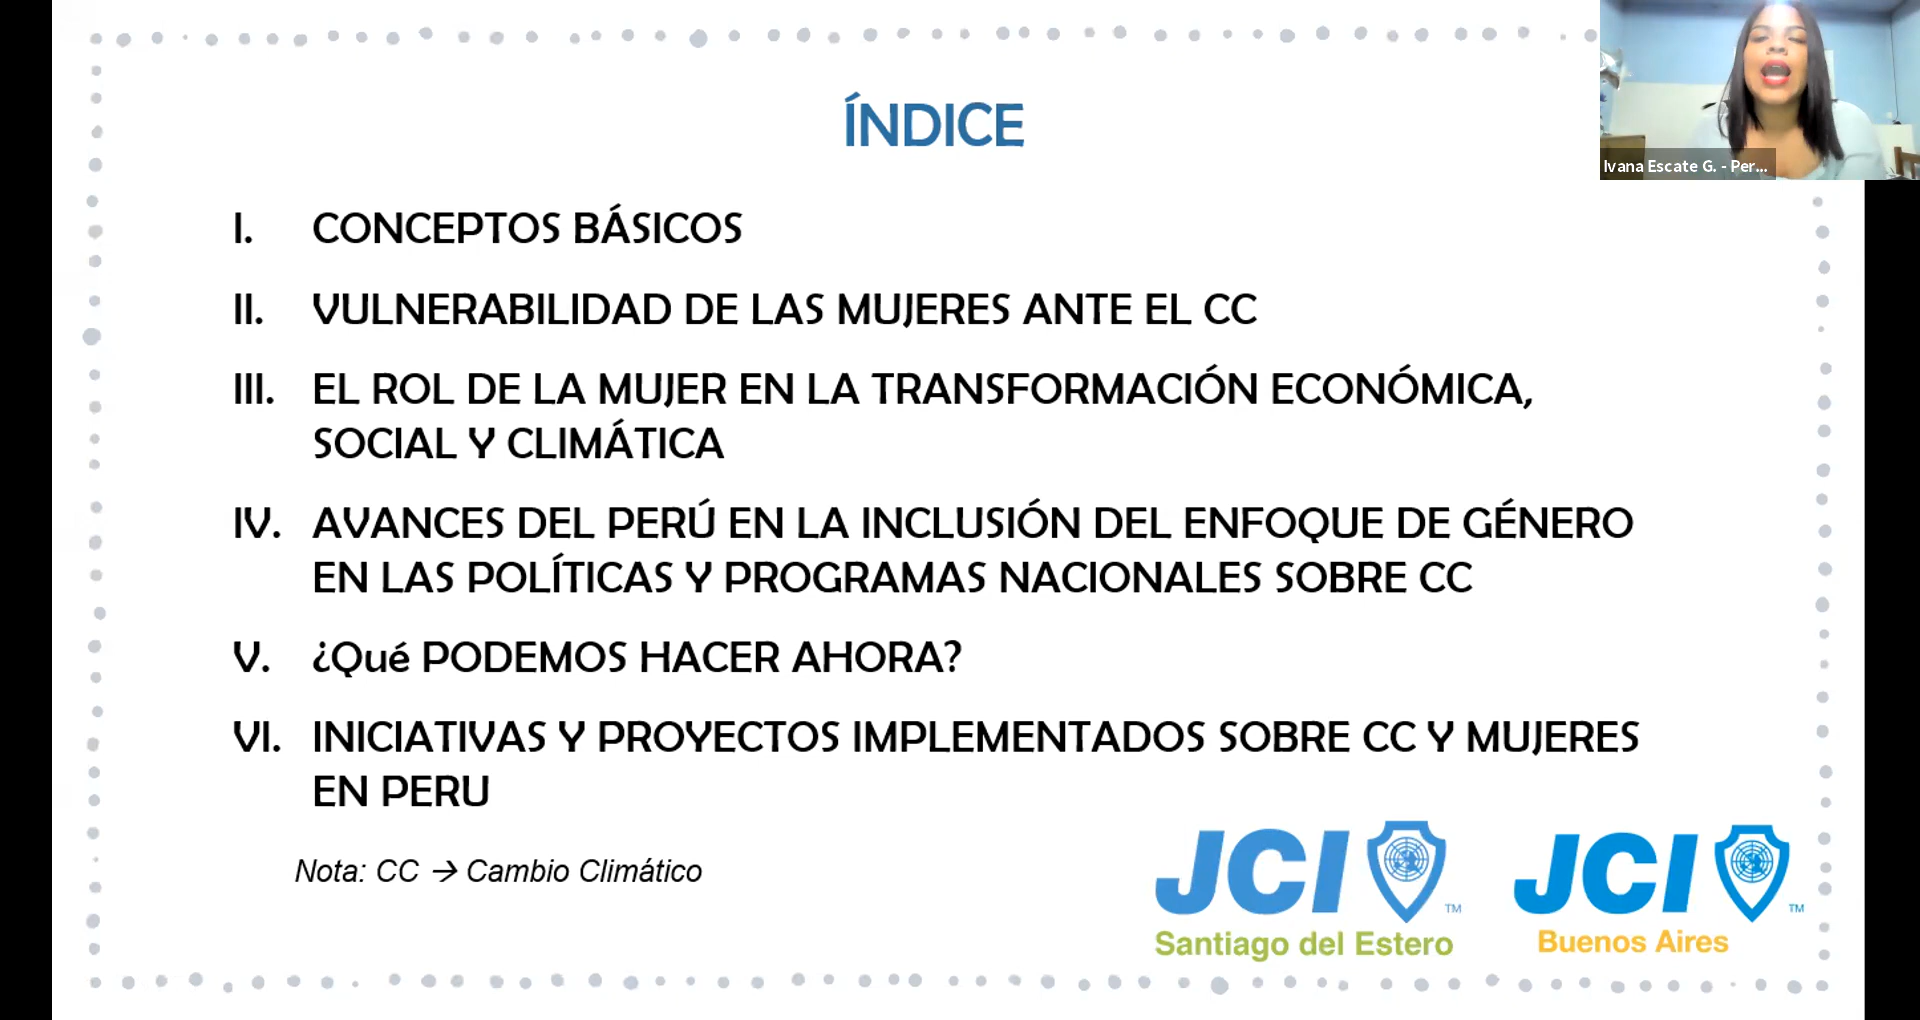 ÍNDICE
I. CONCEPTOS BÁSICOS
II. VULNERABILIDAD DE LAS MUJERES ANTE EL CC
III. EL ROL DE LA MUJER EN LA TRANSFORMACIÓN ECONÓMICA,
SOCIAL Y CLIMÁTICA
IV. AVANCES DEL PERÚ EN LA INCLUSIÓN DEL ENFOQUE DE GÉNERO
EN LAS POLÍTICAS Y PROGRAMAS NACIONALES SOBRE CC
V. ¿Qué PODEMOS HACER AHORA?
VI. INICIATIVAS Y PROYECTOS IMPLEMENTADOS SOBRE CC Y MUJERES
EN PERU
Nota: CC → Cambio Climático
JCI TM
Santiago del Estero
JCI TM
Buenos Aires
Ivana Escate G. - Per...